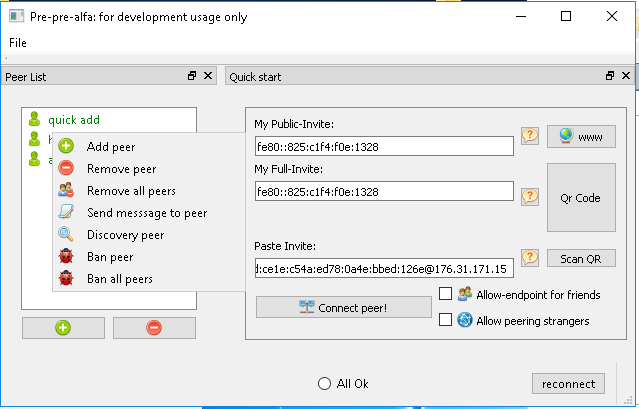 Pre-pre-alfa: for development usage only
File
Peer List
Quick start
quick add
h
a
Add peer
Remove peer
Remove all peers
Send messsage to peer
Discovery peer
Ban peer
Ban all peers
My Public-Invite:
fe80::825:c1f4:f0e:1328
www
My Full-Invite:
fe80::825:c1f4:f0e:1328
Qr Code
Paste Invite:
d:ce1e:c54a:ed78:0a4e:bbed:126e@176.31.171.15
Scan QR
Connect peer!
Allow-endpoint for friends
Allow peering strangers
All Ok
reconnect